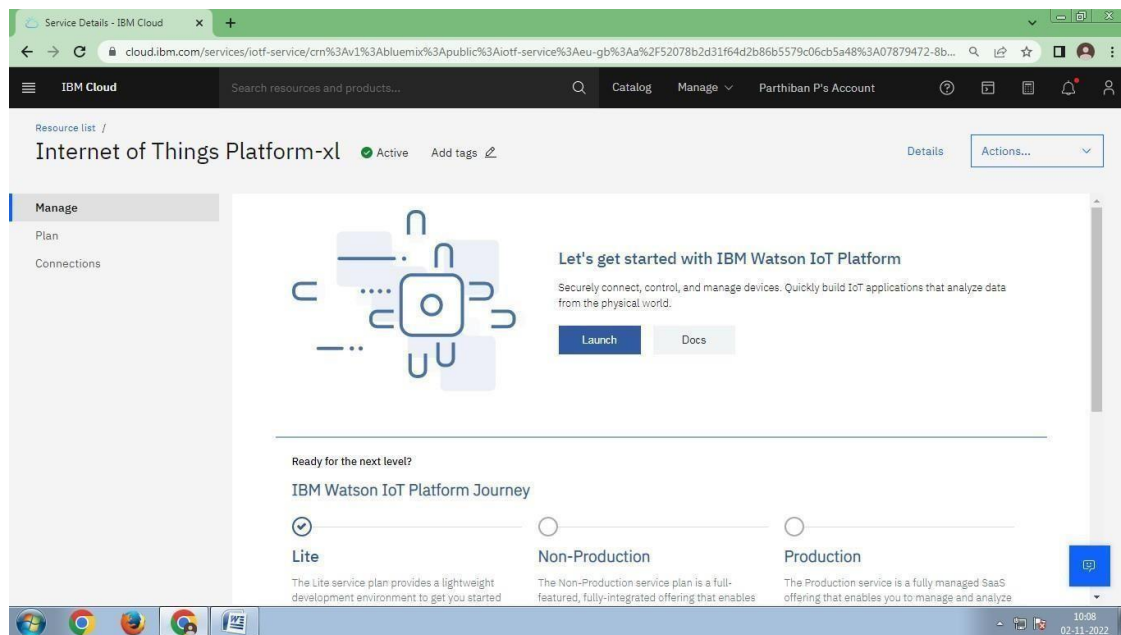 Service Details - IBM Cloud
cloud.ibm.com/services/iotf-service/crn%3Av1%3Abluemix%3Apublic%3Aiotf-service%3Aeu-gb%3Aa%2F52078b2d31f64d2b86b5579c06cb5a48%3A07879472-8b...
IBM Cloud
Search resources and products...
Catalog
Manage
Parthiban P's Account
Resource list /
Internet of Things Platform-xl
Active
Add tags
Details
Actions...
Manage
Plan
Connections
Let's get started with IBM Watson IoT Platform
Securely connect, control, and manage devices. Quickly build IoT applications that analyze data
from the physical world.
Launch
Docs
Ready for the next level?
IBM Watson IoT Platform Journey
Lite
The Lite service plan provides a lightweight
development environment to get you started
Non-Production
The Non-Production service plan is a full-
featured, fully-integrated offering that enables
Production
The Production service is a fully managed SaaS
offering that enables you to manage and analyze
10:08
02-11-2022